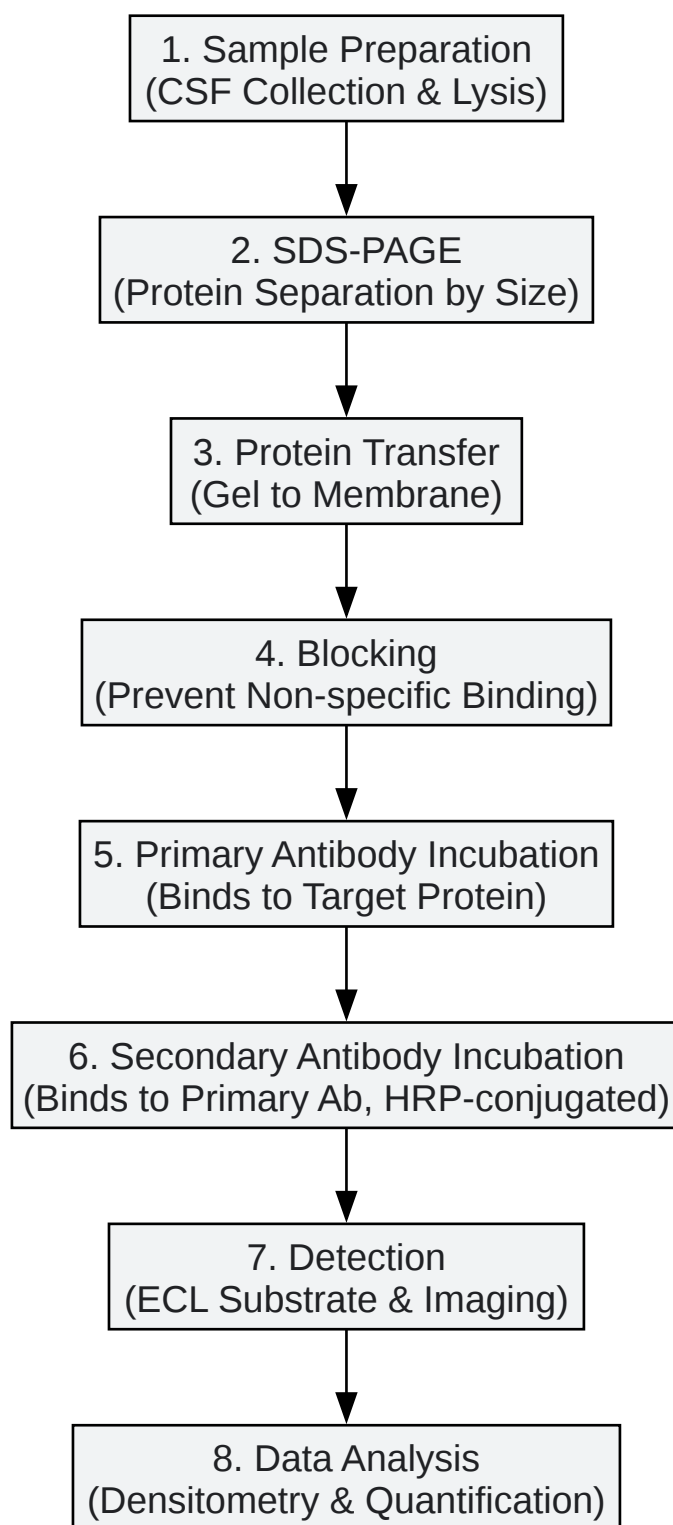 1. Sample Preparation
(CSF Collection & Lysis)
2. SDS-PAGE
(Protein Separation by Size)
3. Protein Transfer
(Gel to Membrane)
4. Blocking
(Prevent Non-specific Binding)
5. Primary Antibody Incubation
(Binds to Target Protein)
6. Secondary Antibody Incubation
(Binds to Primary Ab, HRP-conjugated)
7. Detection
(ECL Substrate & Imaging)
8. Data Analysis
(Densitometry & Quantification)